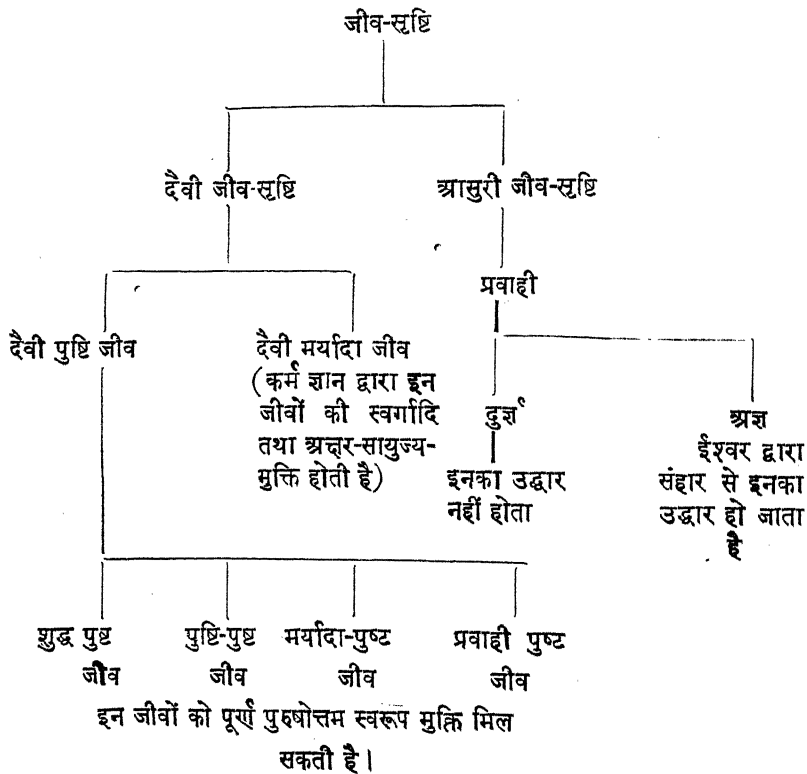 जीव-सृष्टि
दैवी जीव-सृष्टि
आसुरी जीव-सृष्टि
प्रवाही
दैवी पुष्टि जीव
दैवी मर्यादा जीव
(कर्म ज्ञान द्वारा इन
जीवों की स्वर्गादि
तथा अक्षर-सायुज्य-
मुक्ति होती है)
दुर्ज्ञ
इनका उद्धार
नहीं होता
अज्ञ
ईश्वर द्वारा
संहार से इनका
उद्धार हो जाता
है
शुद्ध पुष्ट
जीव
पुष्टि-पुष्ट
जीव
मर्यादा-पुष्ट
जीव
प्रवाही पुष्ट
जीव
इन जीवों को पूर्ण पुरुषोत्तम स्वरूप मुक्ति मिल
सकती है।